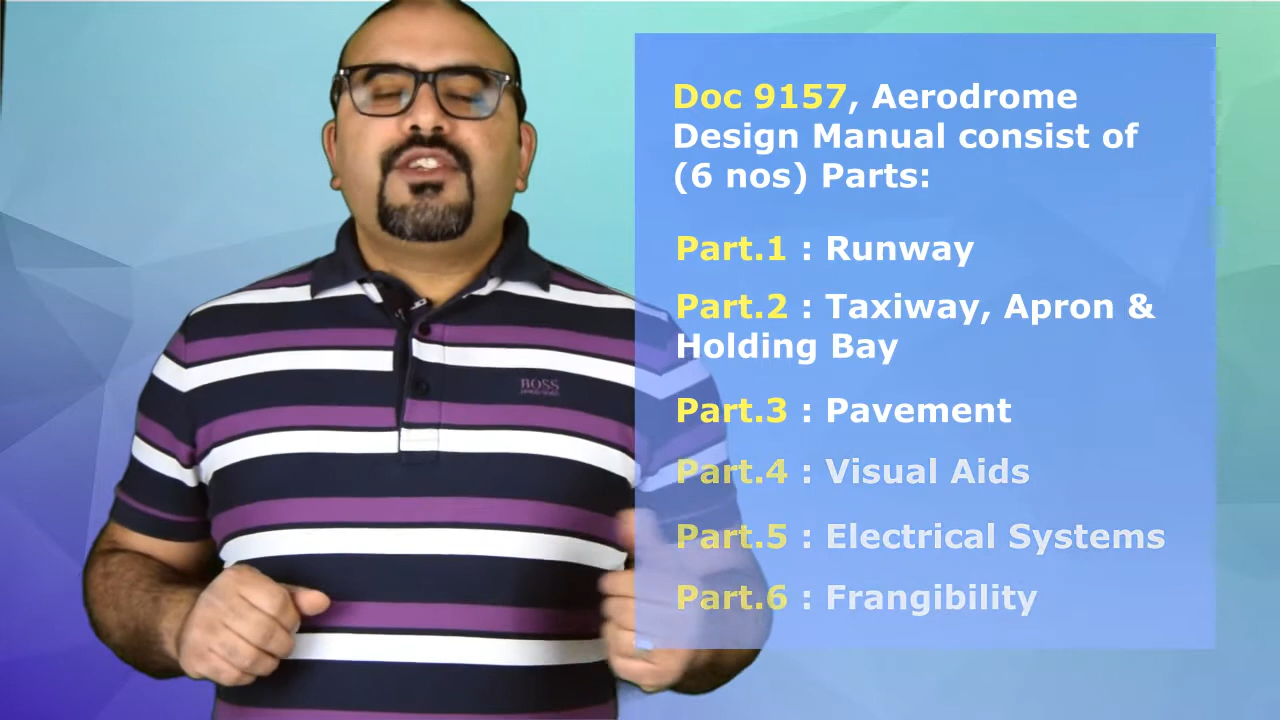 Doc 9157, Aerodrome
Design Manual consist of
(6 nos) Parts:
Part.1 : Runway
Part.2 : Taxiway, Apron &
Holding Bay
Part.3 : Pavement
Part.4 : Visual Aids
Part.5 : Electrical Systems
Part.6 : Frangibility
BOSS